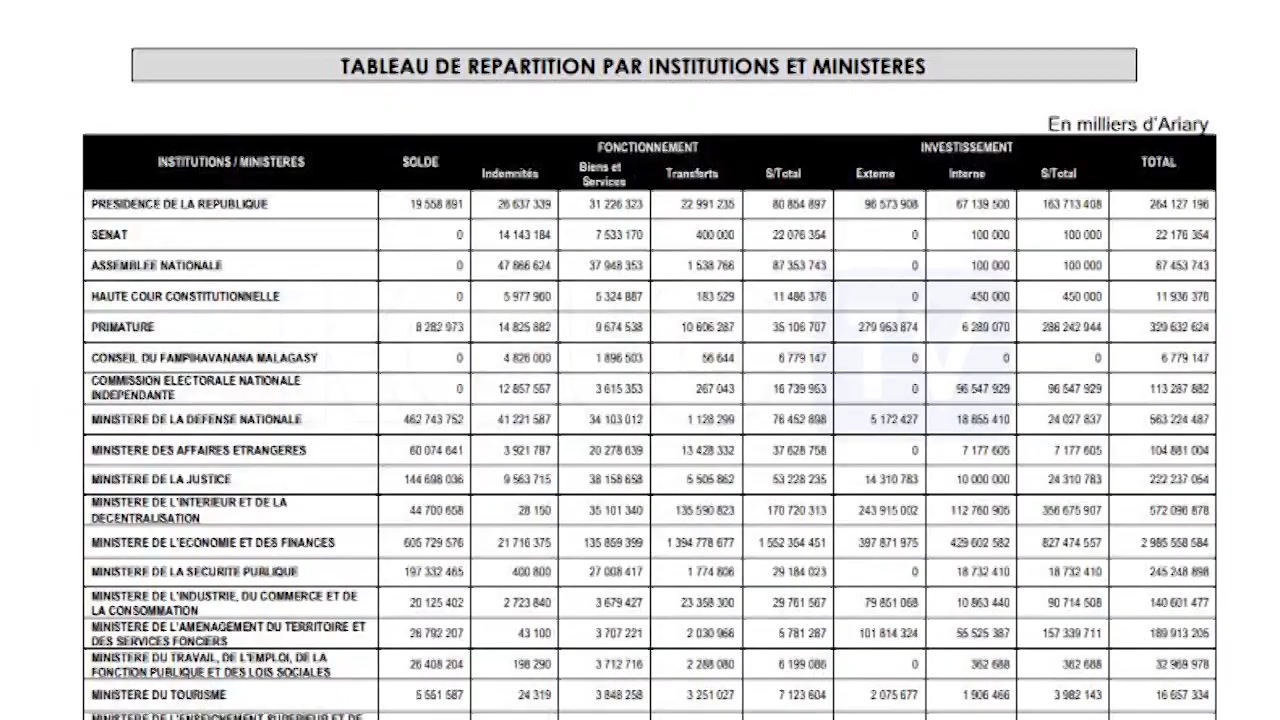 TABLEAU DE REPARTITION PAR INSTITUTIONS ET MINISTERES
En milliers d'Ariary
INSTITUTIONS / MINISTERES SOLDE FONCTIONNEMENT INVESTISSEMENT TOTAL
Indemnités Biens et Services Transferts S/Total Externe Interne S/Total
PRESIDENCE DE LA REPUBLIQUE 19 558 891 26 637 339 31 226 323 22 991 235 80 854 897 96 573 908 67 139 500 163 713 408 264 127 196
SENAT 0 14 143 184 7 533 170 400 000 22 076 354 0 100 000 100 000 22 176 354
ASSEMBLEE NATIONALE 0 47 866 624 37 948 353 1 538 766 87 353 743 0 100 000 100 000 87 453 743
HAUTE COUR CONSTITUTIONNELLE 0 5 977 960 5 324 887 183 529 11 486 376 0 450 000 450 000 11 936 376
PRIMATURE 8 282 973 14 825 882 9 674 538 10 606 287 35 106 707 279 953 874 6 289 070 286 242 944 329 632 624
CONSEIL DU FAMPIHAVANANA MALAGASY 0 4 826 000 1 896 503 56 644 6 779 147 0 0 0 6 779 147
COMMISSION ELECTORALE NATIONALE
INDEPENDANTE 0 12 857 557 3 615 353 267 043 16 739 953 0 96 547 929 96 547 929 113 287 882
MINISTERE DE LA DEFENSE NATIONALE 462 743 752 41 221 587 34 103 012 1 128 299 76 452 898 5 172 427 18 855 410 24 027 837 563 224 487
MINISTERE DES AFFAIRES ETRANGERES 60 074 641 3 921 787 20 278 639 13 428 332 37 628 758 0 7 177 605 7 177 605 104 881 004
MINISTERE DE LA JUSTICE 144 698 036 9 563 715 38 158 658 5 505 862 53 228 235 14 310 783 10 000 000 24 310 783 222 237 054
MINISTERE DE L'INTERIEUR ET DE LA
DECENTRALISATION 44 700 658 28 150 35 101 340 135 590 823 170 720 313 243 915 002 112 760 905 356 675 907 572 096 878
MINISTERE DE L'ECONOMIE ET DES FINANCES 605 729 576 21 716 375 135 859 399 1 394 778 677 1 552 354 451 397 871 975 429 602 582 827 474 557 2 985 558 584
MINISTERE DE LA SECURITE PUBLIQUE 197 332 465 400 800 27 008 417 1 774 806 29 184 023 0 18 732 410 18 732 410 245 248 898
MINISTERE DE L'INDUSTRIE, DU COMMERCE ET DE
LA CONSOMMATION 20 125 402 2 723 840 3 679 427 23 358 300 29 761 567 79 851 068 10 863 440 90 714 508 140 601 477
MINISTERE DE L'AMENAGEMENT DU TERRITOIRE ET
DES SERVICES FONCIERS 26 792 207 43 100 3 707 221 2 030 966 5 781 287 101 814 324 55 525 387 157 339 711 189 913 205
MINISTERE DU TRAVAIL, DE L'EMPLOI, DE LA
FONCTION PUBLIQUE ET DES LOIS SOCIALES 26 408 204 198 290 3 712 716 2 288 080 6 199 086 0 362 688 362 688 32 969 978
MINISTERE DU TOURISME 5 551 587 24 319 3 848 258 3 251 027 7 123 604 2 075 677 1 906 466 3 982 143 16 657 334
MINISTERE DE L'ENSEIGNEMENT SUPERIEUR ET DE